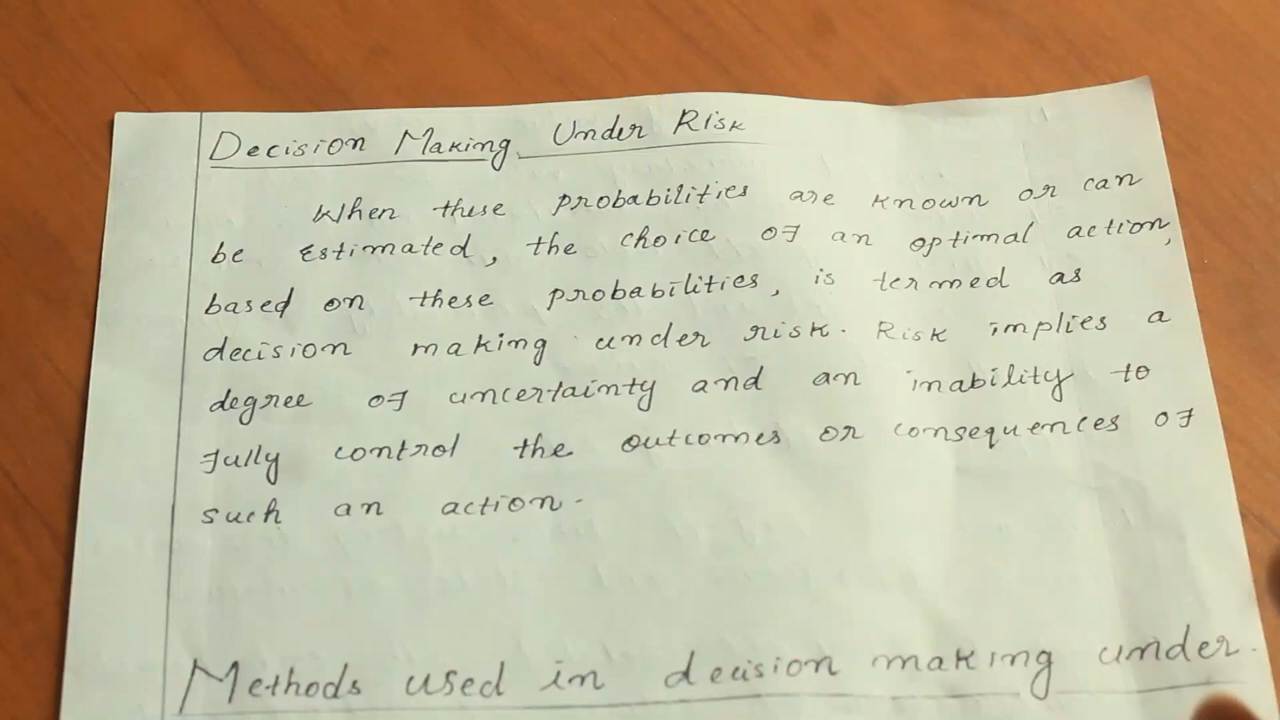 Decision Making Under Risk
When these probabilities are known or can
be Estimated, the choice of an optimal action,
based on these probabilities, is termed as
decision making under risk. Risk implies a
degree of uncertainty and an inability to
fully control the outcomes or consequences of
such an action.
Methods used in decision making under